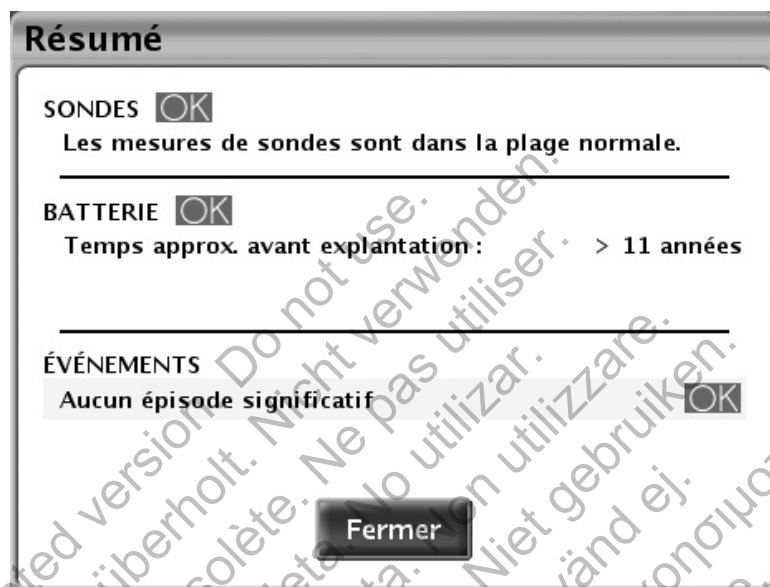 Résumé
SONDES OK
Les mesures de sondes sont dans la plage normale.
BATTERIE OK
Temps approx. avant explantation : > 11 années
ÉVÉNEMENTS
Aucun épisode significatif OK
Fermer
version. Do not use.
überholt. Nicht verwenden.
Ne pas utiliser.
No utilizar.
Non utilizzare.
Niet gebruiken.